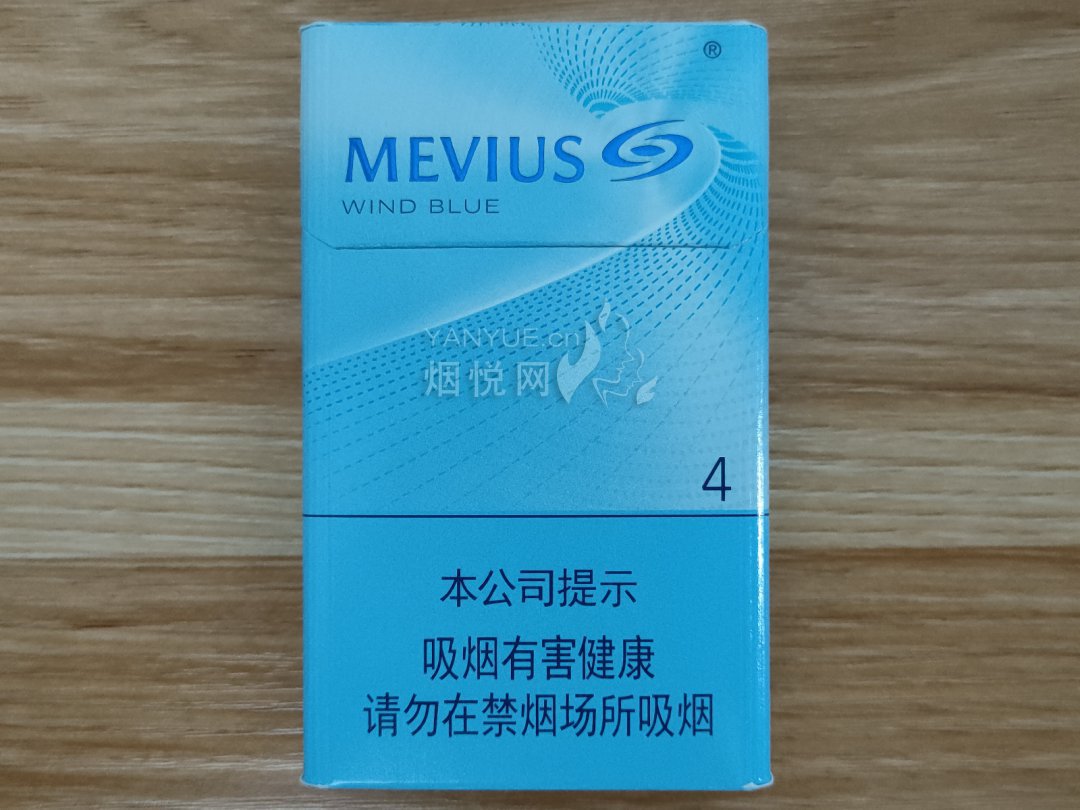 ®
MEVIUS
WIND BLUE
YANYUE.cn
烟悦网
4
本公司提示
吸烟有害健康
请勿在禁烟场所吸烟